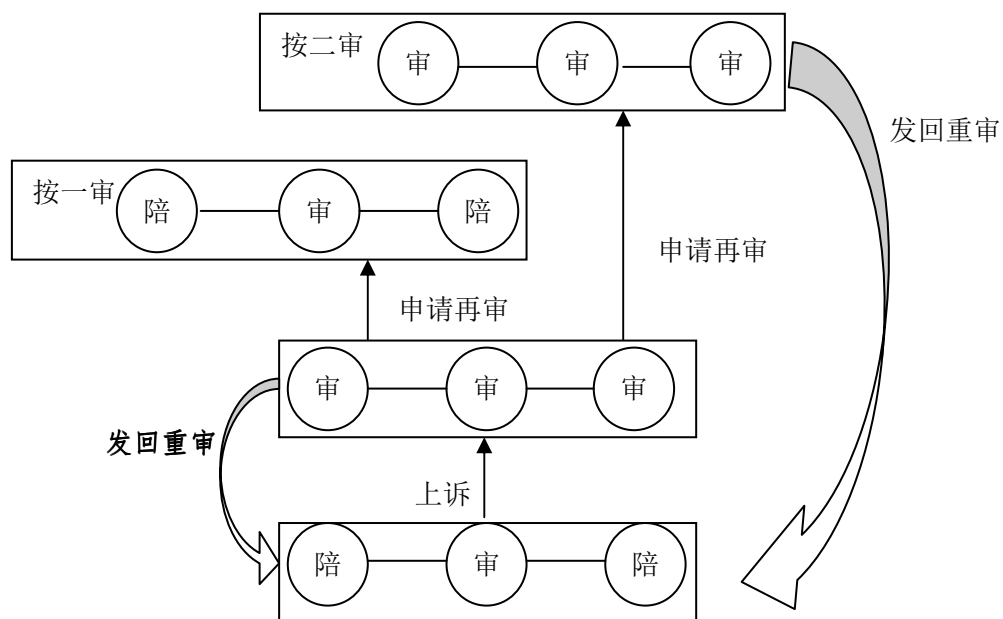 按二审 审 审 审
发回重审
按一审 陪 审 陪
申请再审
申请再审
审 审 审
发回重审
上诉
陪 审 陪